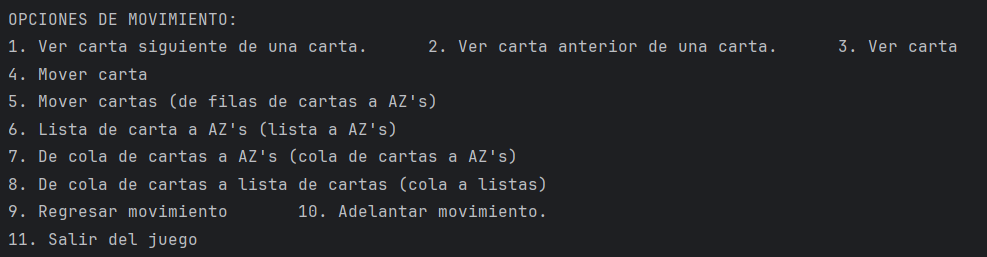 OPCIONES DE MOVIMIENTO:
1. Ver carta siguiente de una carta.      2. Ver carta anterior de una carta.      3. Ver carta
4. Mover carta
5. Mover cartas (de filas de cartas a AZ's)
6. Lista de carta a AZ's (lista a AZ's)
7. De cola de cartas a AZ's (cola de cartas a AZ's)
8. De cola de cartas a lista de cartas (cola a listas)
9. Regresar movimiento       10. Adelantar movimiento.
11. Salir del juego